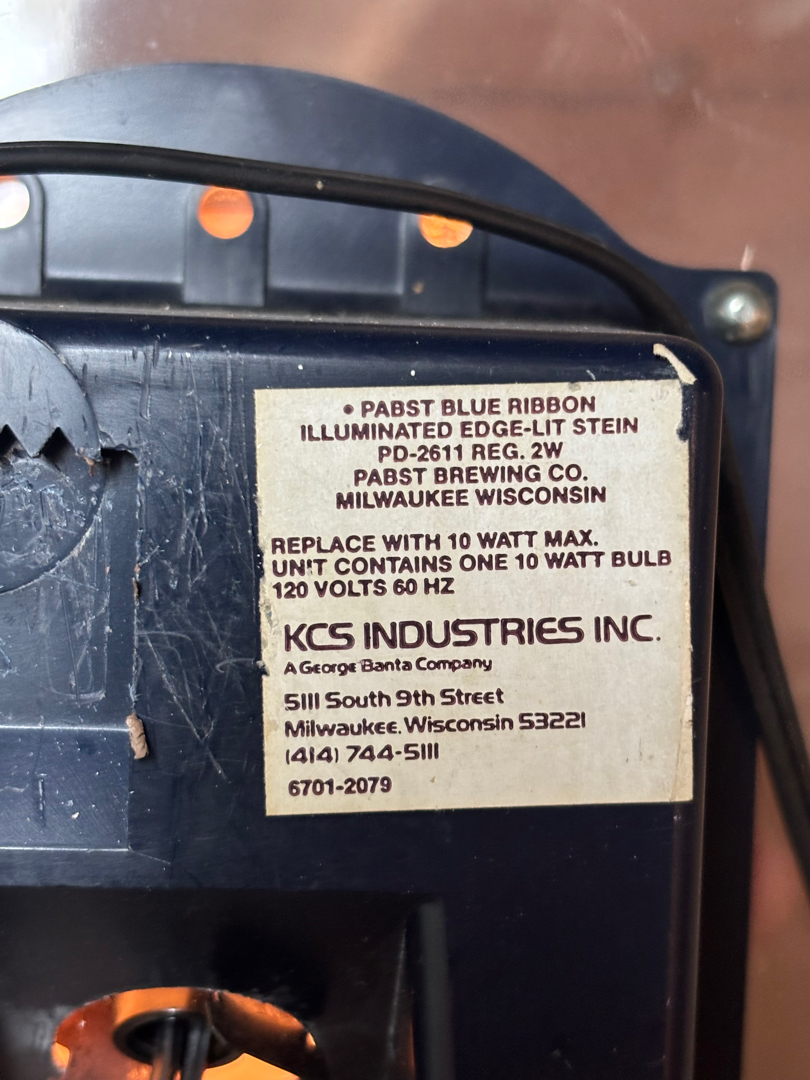 • PABST BLUE RIBBON
ILLUMINATED EDGE-LIT STEIN
PD-2611 REG. 2W
PABST BREWING CO.
MILWAUKEE WISCONSIN
REPLACE WITH 10 WATT MAX.
UNIT CONTAINS ONE 10 WATT BULB
120 VOLTS 60 HZ
KCS INDUSTRIES INC.
A George Banta Company
5111 South 9th Street
Milwaukee, Wisconsin 53221
(414) 744-5111
6701-2079